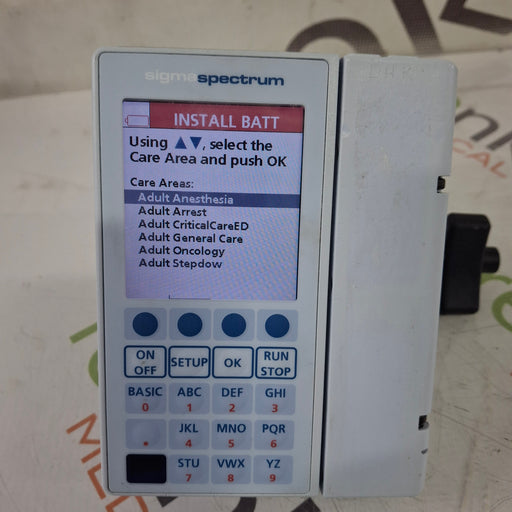 sigmaspectrum
INSTALL BATT
Using ▲▼, select the
Care Area and push OK
Care Areas:
Adult Anesthesia
Adult Arrest
Adult CriticalCareED
Adult General Care
Adult Oncology
Adult Stepdow
ON
OFF
SETUP
OK
RUN
STOP
BASIC
0
ABC
1
DEF
2
GHI
3
.
JKL
4
MNO
5
PQR
6
STU
7
VWX
8
YZ
9